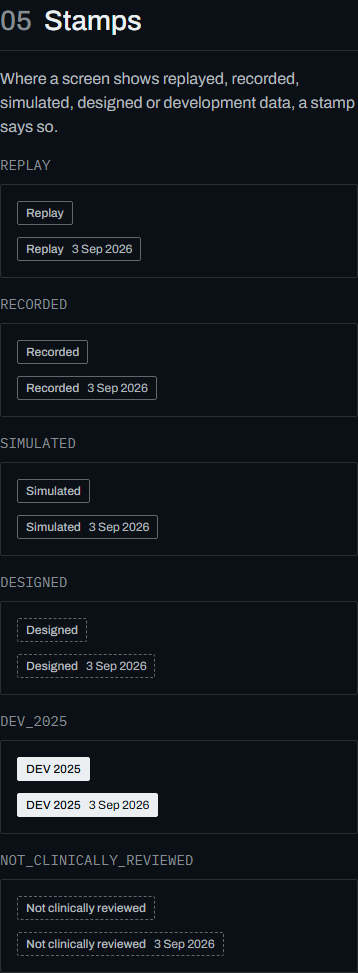 05 Stamps
Where a screen shows replayed, recorded,
simulated, designed or development data, a stamp
says so.
REPLAY
Replay
Replay 3 Sep 2026
RECORDED
Recorded
Recorded 3 Sep 2026
SIMULATED
Simulated
Simulated 3 Sep 2026
DESIGNED
Designed
Designed 3 Sep 2026
DEV_2025
DEV 2025
DEV 2025 3 Sep 2026
NOT_CLINICALLY_REVIEWED
Not clinically reviewed
Not clinically reviewed 3 Sep 2026